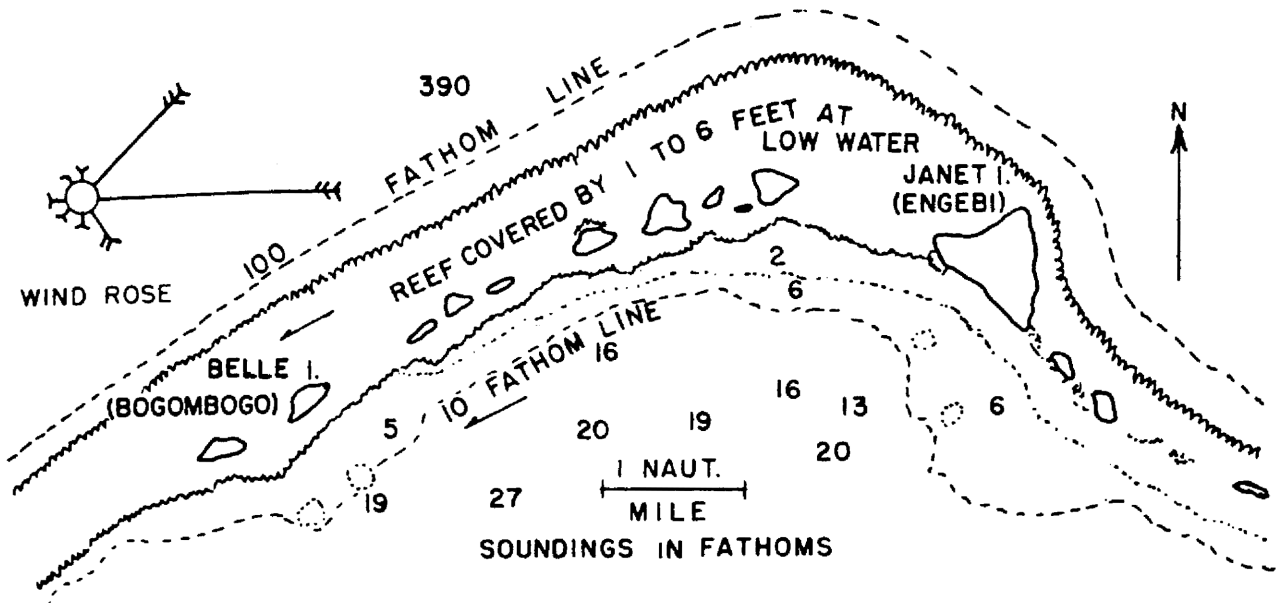 390
100 FATHOM LINE
N
REEF COVERED BY 1 TO 6 FEET AT
LOW WATER
JANET I.
(ENGEBI)
WIND ROSE
2
6
10 FATHOM LINE
16
BELLE I.
(BOGOMBOGO)
5
16
13
6
20
19
20
1 NAUT.
MILE
19
27
SOUNDINGS IN FATHOMS